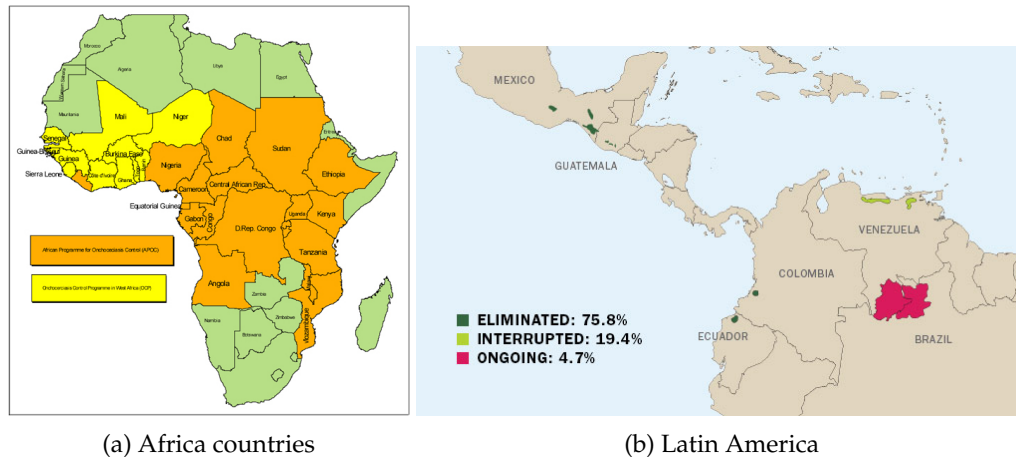 Morocco
Algeria
Libya
Egypt
Mauritania
Mali
Niger
Chad
Sudan
Eritrea
Senegal
Guinea-Bissau
Guinea
Burkina Faso
Sierra Leone
Côte d'Ivoire
Ghana
Nigeria
Ethiopia
Cameroon
Central African Rep.
Equatorial Guinea
Gabon
Congo
Uganda
Kenya
D.Rep. Congo
Tanzania
Angola
Zambia
Mozambique
Zimbabwe
Namibia
Botswana
African Programme for Onchocerciasis Control (APOC)
Onchocerciasis Control Programme in West Africa (OCP)
(a) Africa countries
MEXICO
GUATEMALA
VENEZUELA
COLOMBIA
ECUADOR
BRAZIL
ELIMINATED: 75.8%
INTERRUPTED: 19.4%
ONGOING: 4.7%
(b) Latin America